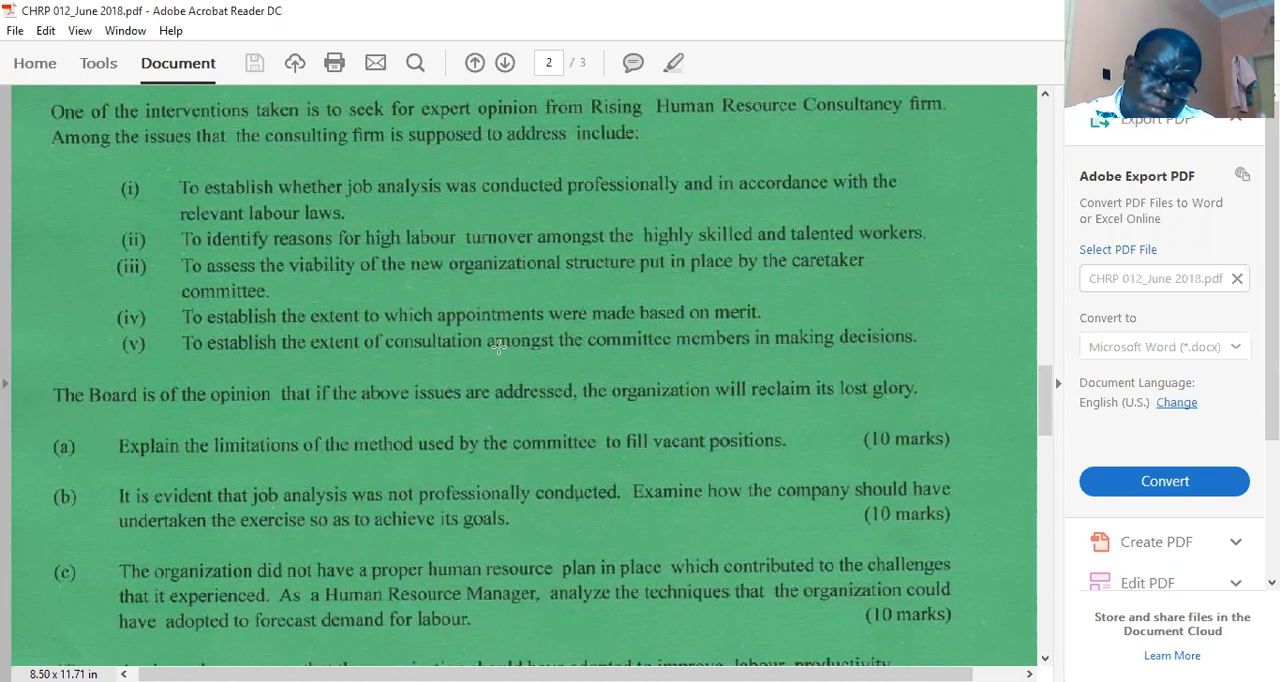 CHRP 012_June 2018.pdf - Adobe Acrobat Reader DC
File Edit View Window Help
Home Tools Document 2 / 3
One of the interventions taken is to seek for expert opinion from Rising Human Resource Consultancy firm.
Among the issues that the consulting firm is supposed to address include:
(i) To establish whether job analysis was conducted professionally and in accordance with the
relevant labour laws.
(ii) To identify reasons for high labour turnover amongst the highly skilled and talented workers.
(iii) To assess the viability of the new organizational structure put in place by the caretaker
committee.
(iv) To establish the extent to which appointments were made based on merit.
(v) To establish the extent of consultation amongst the committee members in making decisions.
The Board is of the opinion that if the above issues are addressed, the organization will reclaim its lost glory.
(a) Explain the limitations of the method used by the committee to fill vacant positions. (10 marks)
(b) It is evident that job analysis was not professionally conducted. Examine how the company should have
undertaken the exercise so as to achieve its goals. (10 marks)
(c) The organization did not have a proper human resource plan in place which contributed to the challenges
that it experienced. As a Human Resource Manager, analyze the techniques that the organization could
have adopted to forecast demand for labour. (10 marks)
8.50 x 11.71 in
Export PDF
Adobe Export PDF
Convert PDF Files to Word
or Excel Online
Select PDF File
CHRP 012_June 2018.pdf
Convert to
Microsoft Word (*.docx)
Document Language:
English (U.S.) Change
Convert
Create PDF
Edit PDF
Store and share files in the
Document Cloud
Learn More